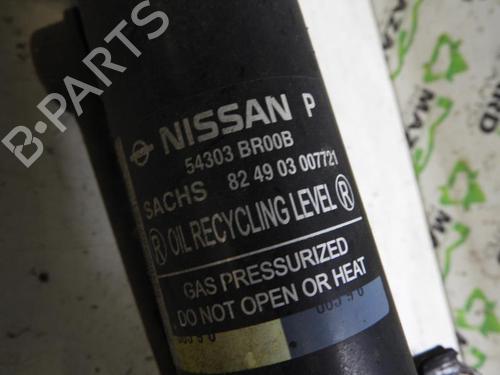 B-PARTS
NISSAN P
54303 BR00B
SACHS 82 49 03 007721
R OIL RECYCLING LEVEL R
GAS PRESSURIZED
DO NOT OPEN OR HEAT